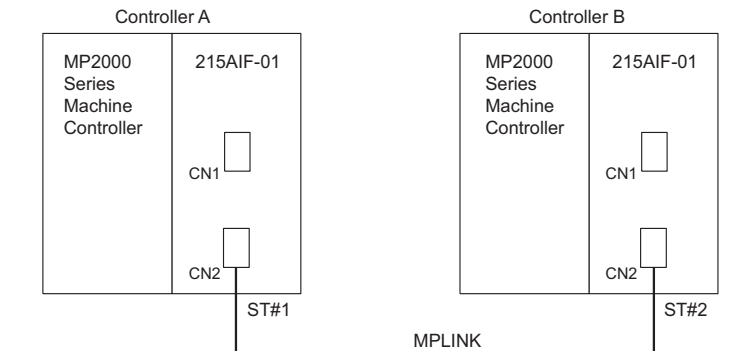 Controller A
Controller B
MP2000
Series
Machine
Controller
215AIF-01
CN1
CN2
ST#1
MP2000
Series
Machine
Controller
215AIF-01
CN1
CN2
ST#2
MPLINK